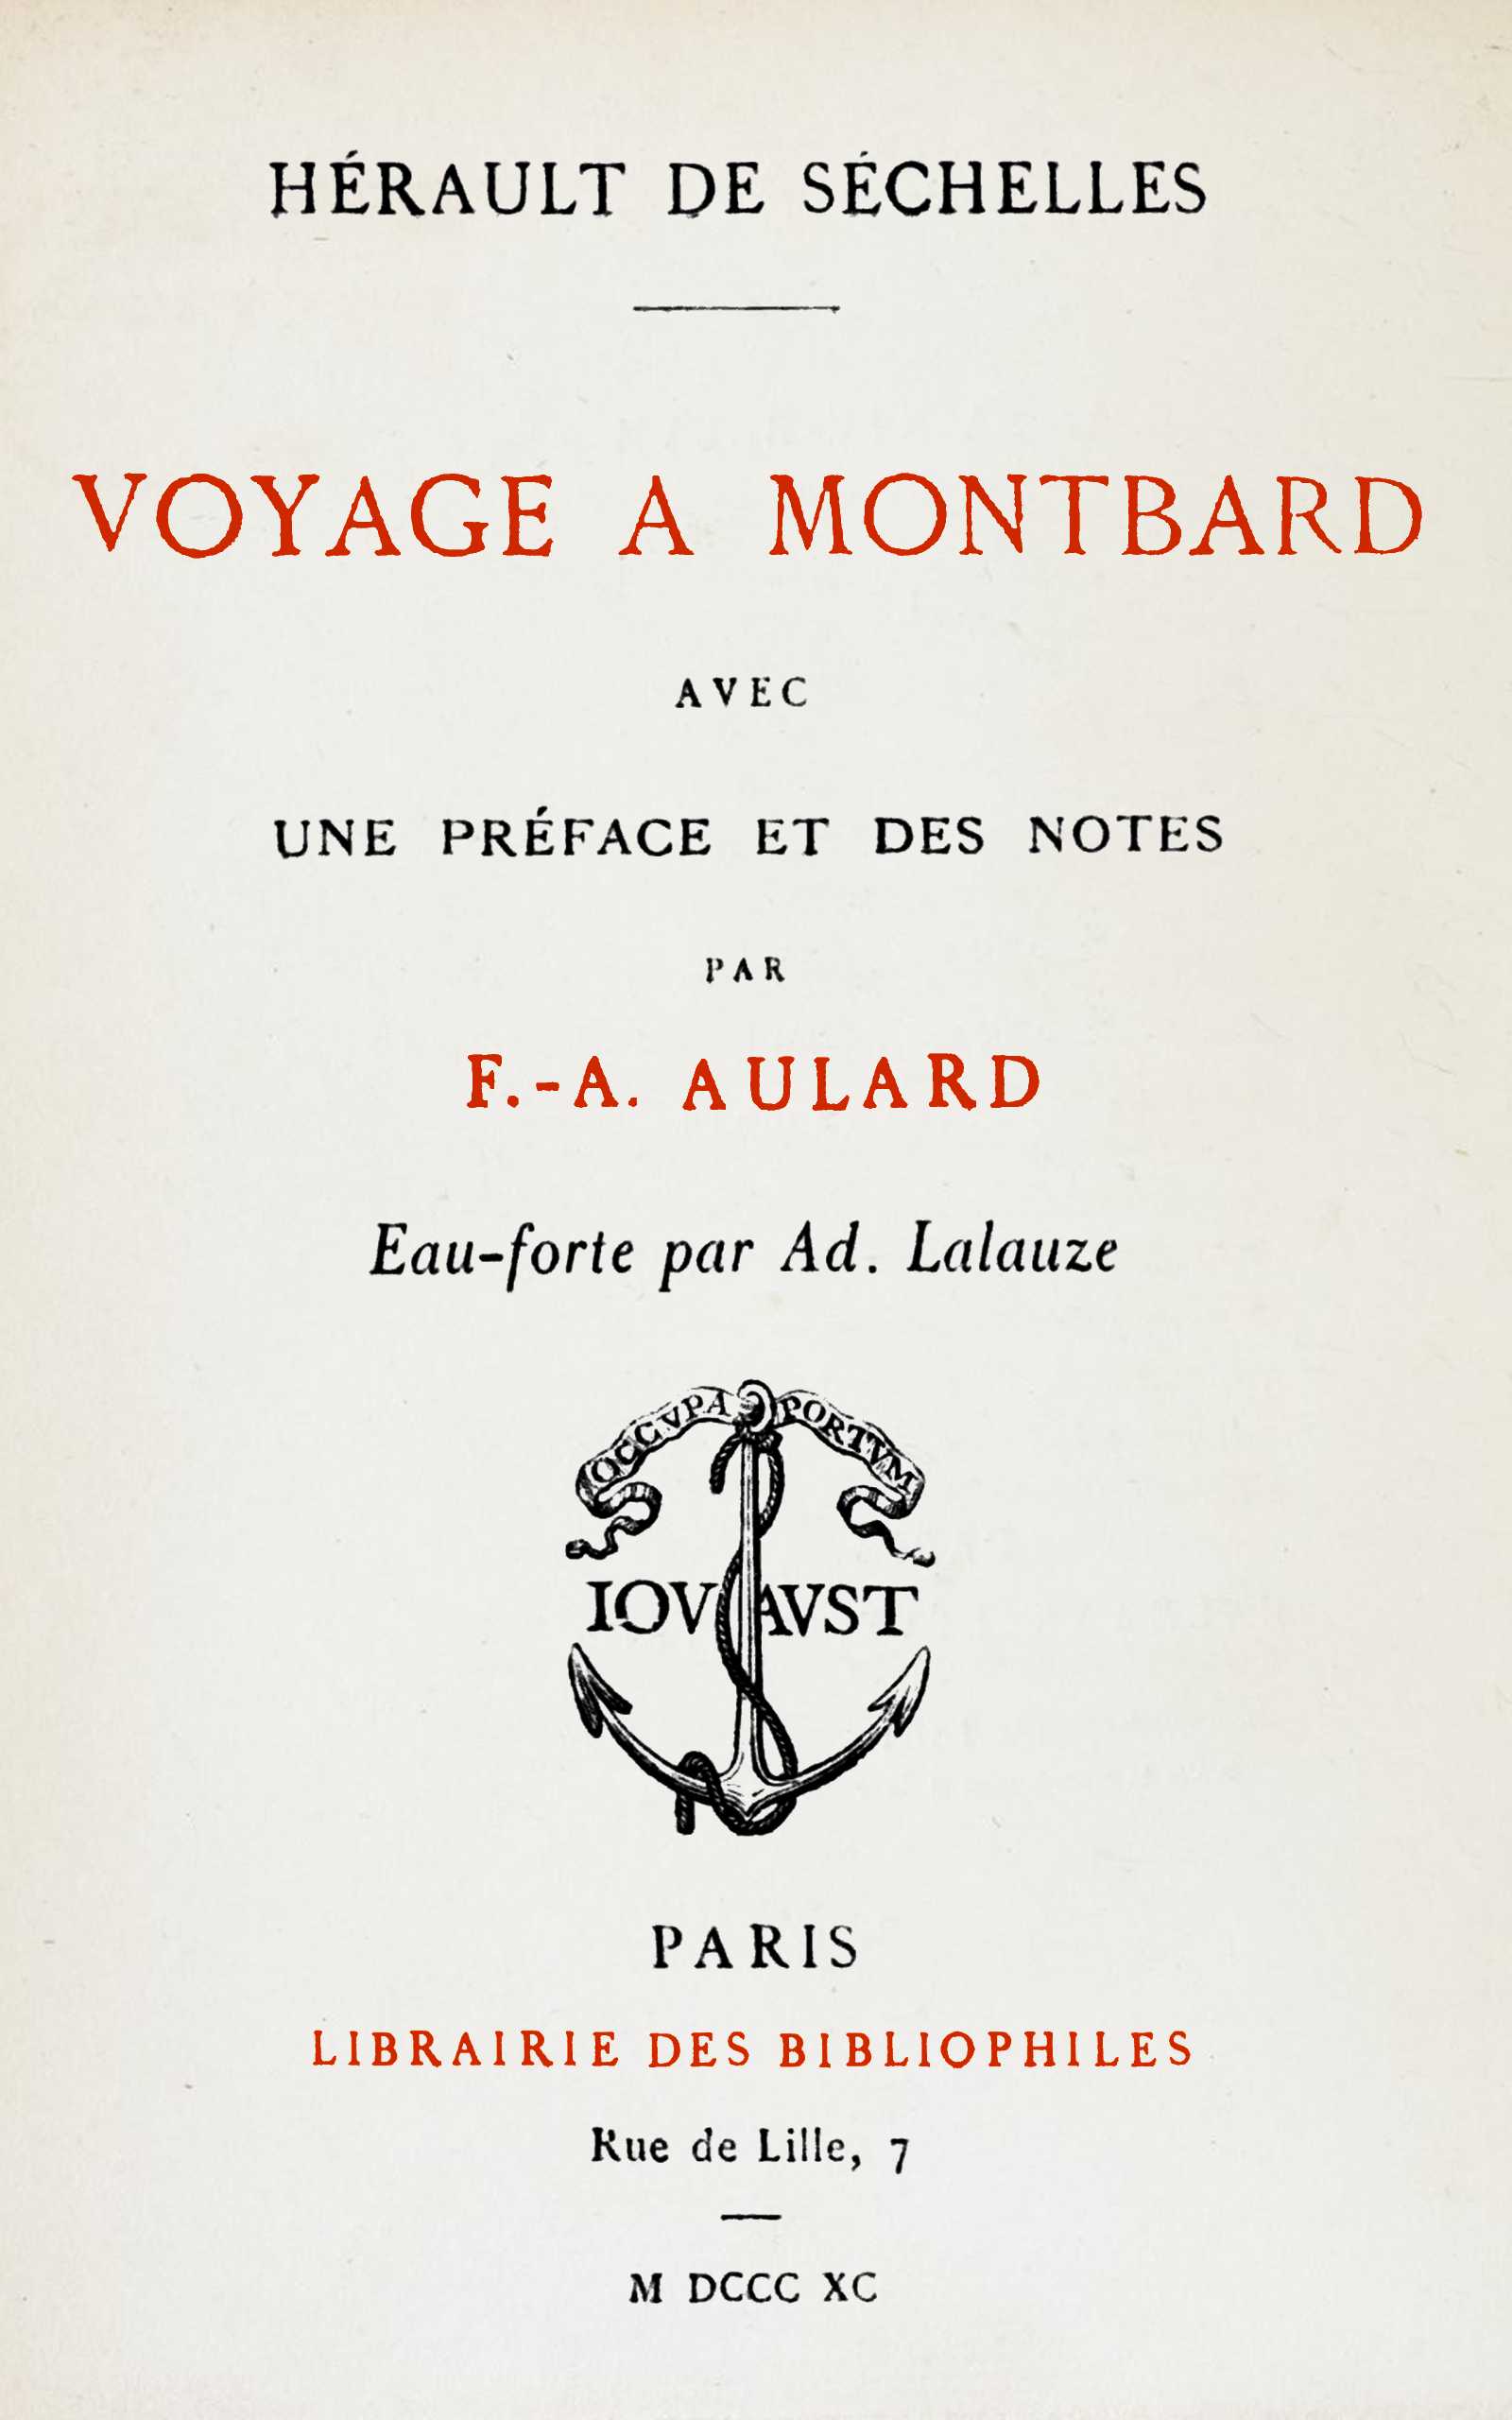 HÉRAULT DE SÉCHELLES
VOYAGE A MONTBARD
AVEC
UNE PRÉFACE ET DES NOTES
PAR
F.-A. AULARD
Eau-forte par Ad. Lalauze
OCCVPA PORTVM
IOV AVST
PARIS
LIBRAIRIE DES BIBLIOPHILES
Rue de Lille, 7
M DCCC XC